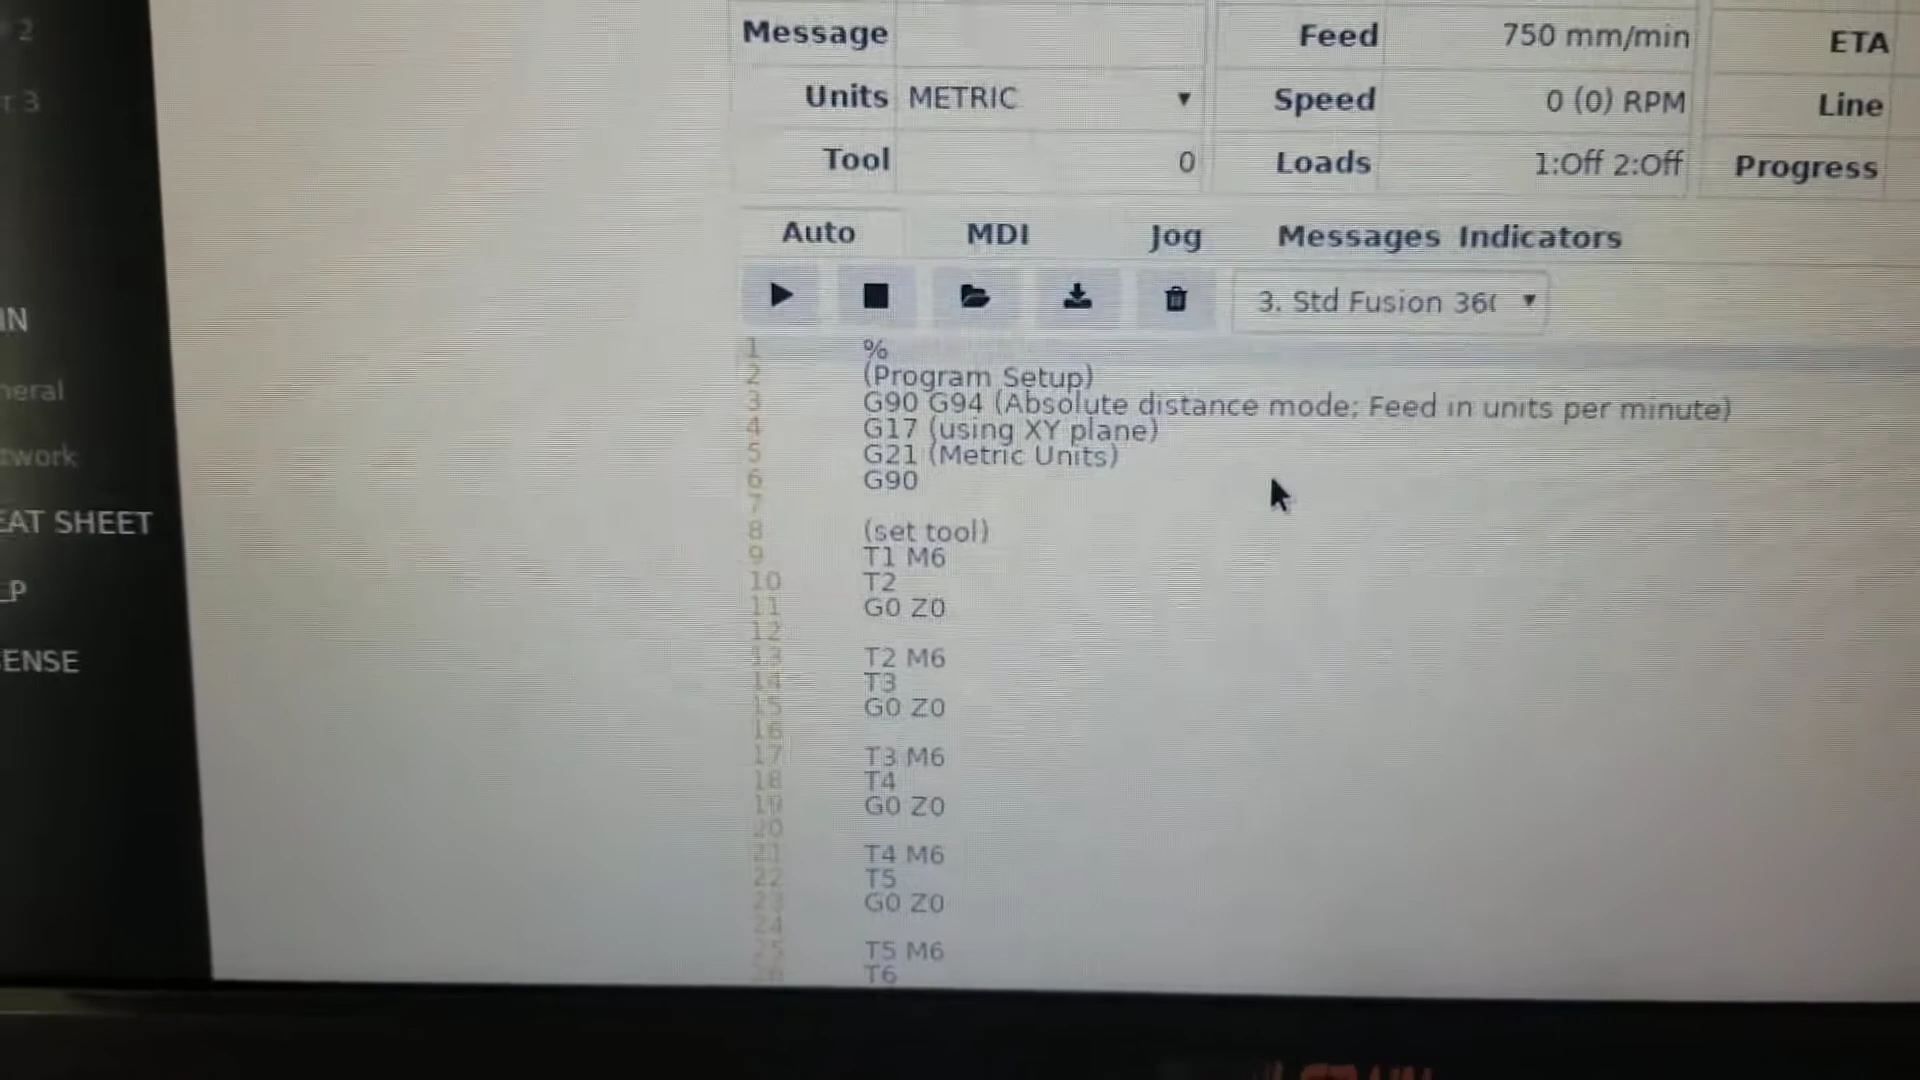 2
3
Message
Feed 750 mm/min
ETA
Units METRIC
Speed 0 (0) RPM
Line
Tool 0
Loads 1:Off 2:Off
Progress
Auto MDI Jog Messages Indicators
3. Std Fusion 36(
IN
neral
twork
EAT SHEET
LP
ENSE
1 %
2 (Program Setup)
3 G90 G94 (Absolute distance mode; Feed in units per minute)
4 G17 (using XY plane)
5 G21 (Metric Units)
6 G90
7
8 (set tool)
9 T1 M6
10 T2
11 G0 Z0
12
13 T2 M6
14 T3
15 G0 Z0
16
17 T3 M6
18 T4
19 G0 Z0
20
21 T4 M6
22 T5
23 G0 Z0
24
25 T5 M6
26 T6